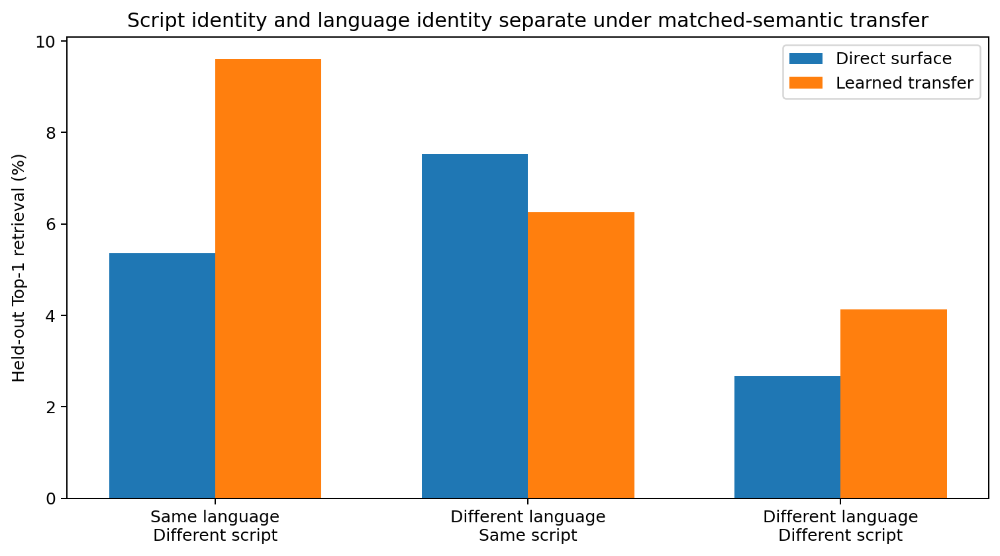 Script identity and language identity separate under matched-semantic transfer
Direct surface
Learned transfer
Held-out Top-1 retrieval (%)
10
8
6
4
2
0
Same language
Different script
Different language
Same script
Different language
Different script